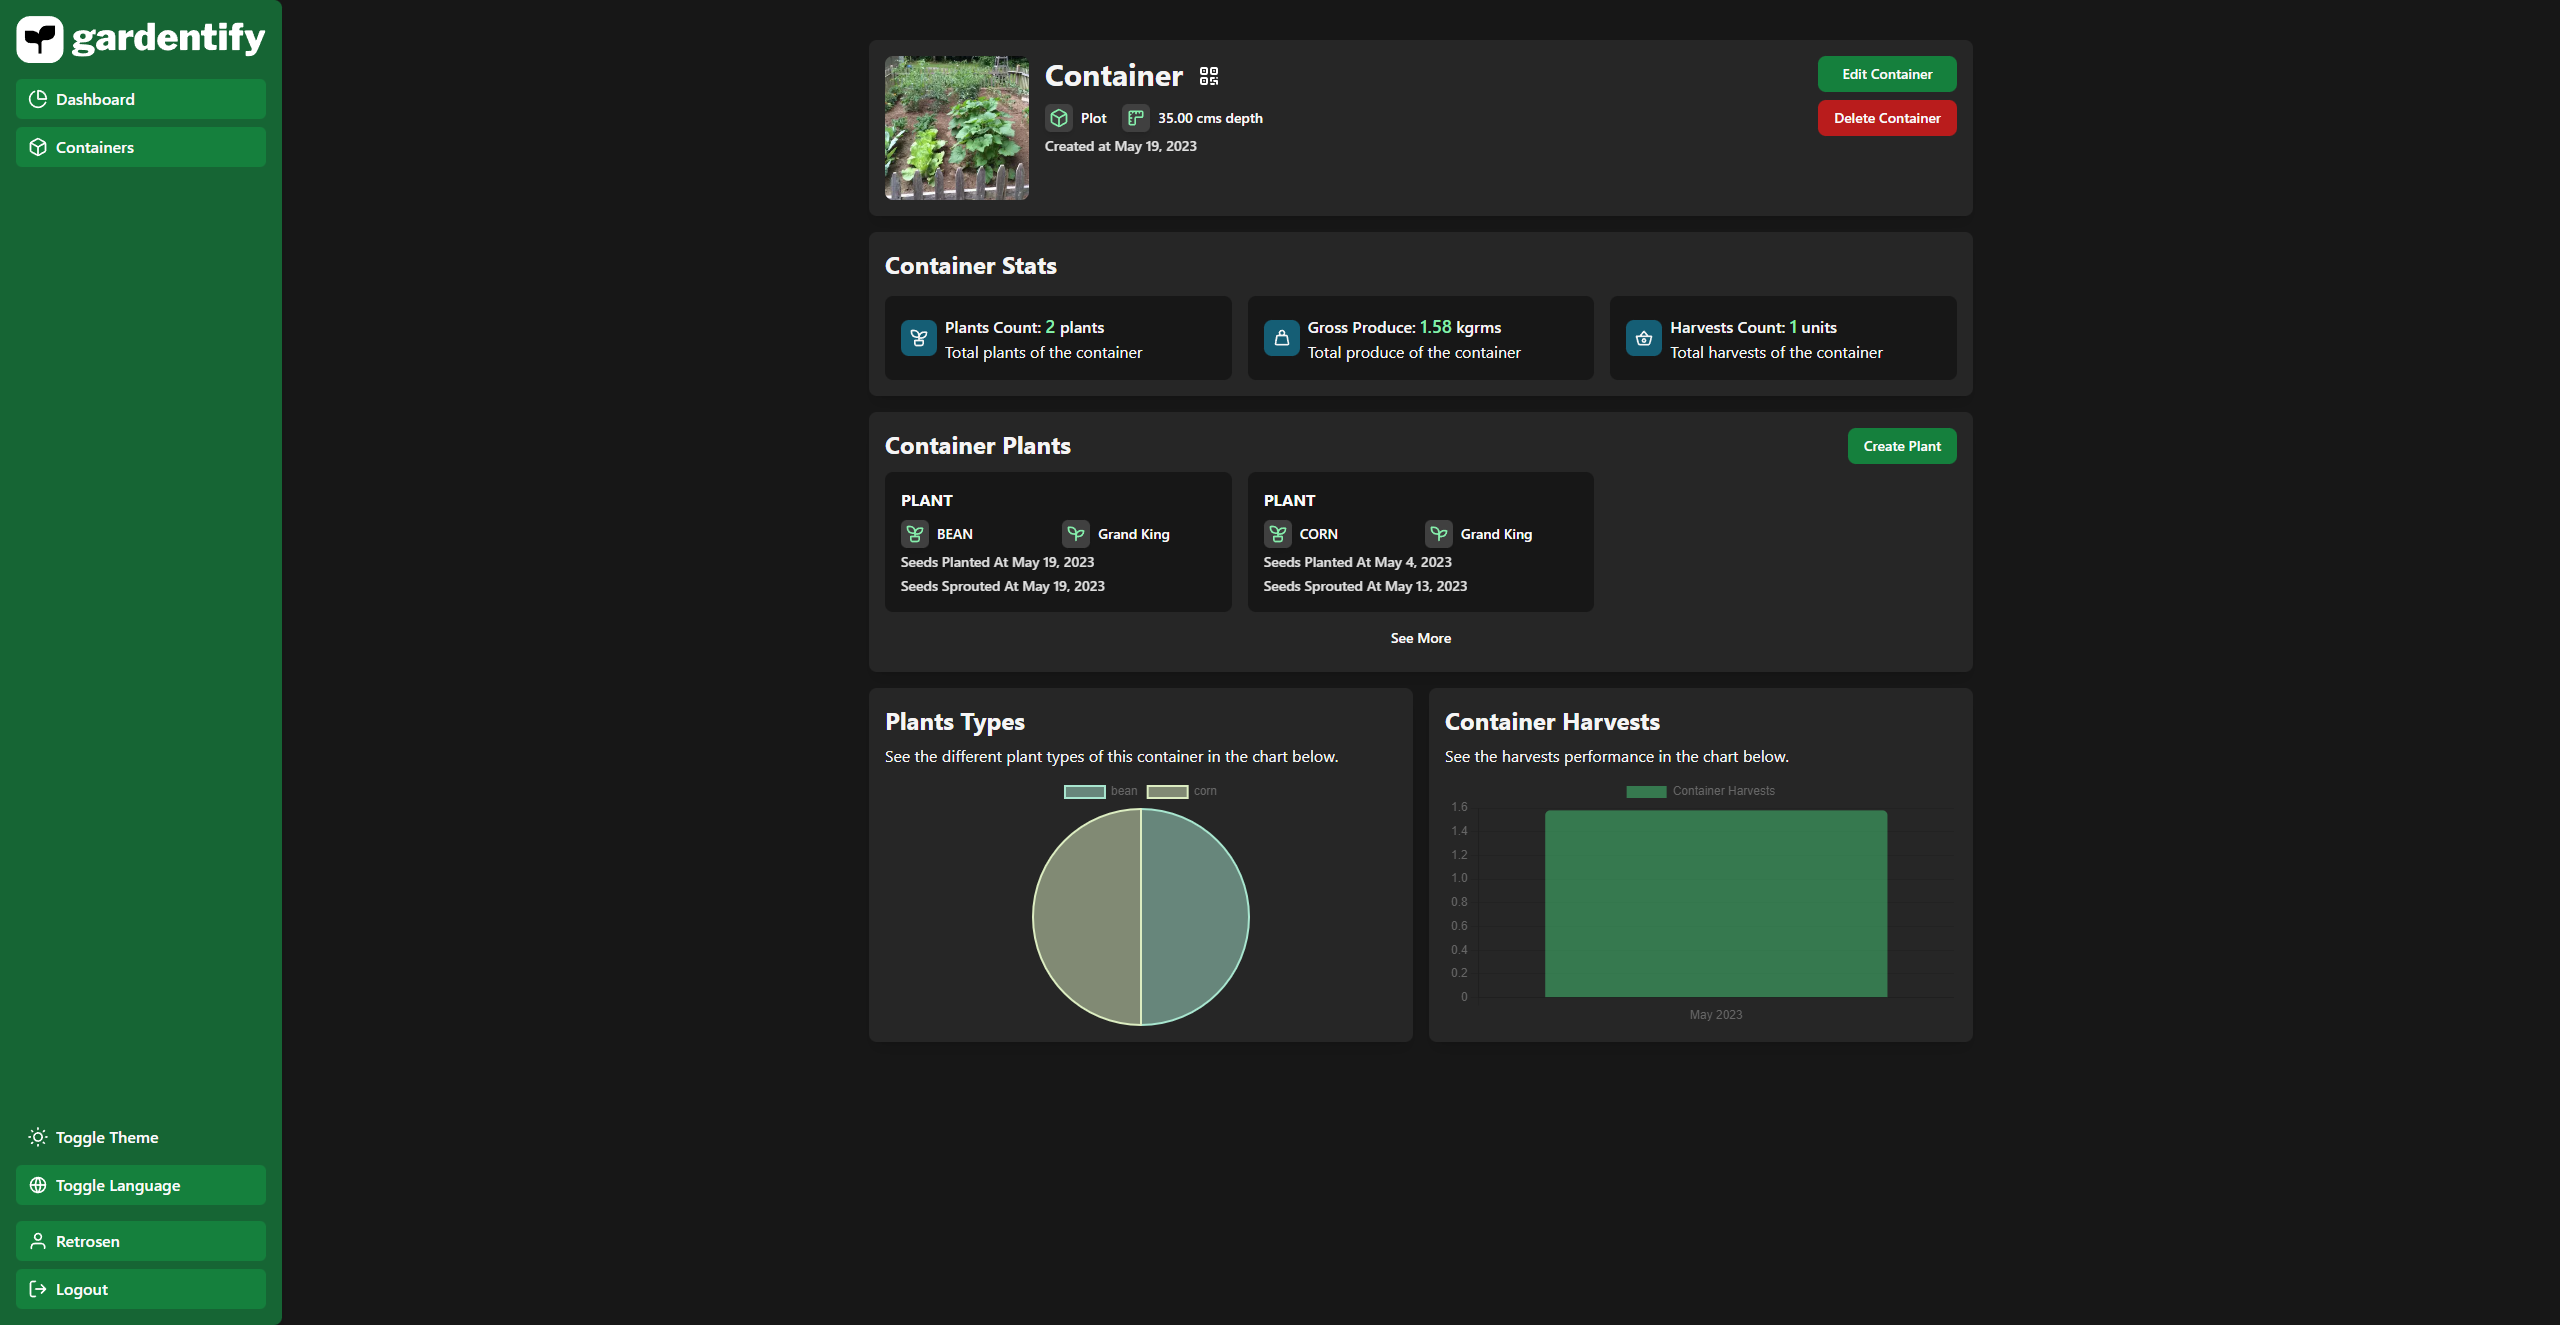 gardentify
Dashboard
Containers
Toggle Theme
Toggle Language
Retrosen
Logout
Container
Plot
35.00 cms depth
Created at May 19, 2023
Edit Container
Delete Container
Container Stats
Plants Count: 2 plants
Total plants of the container
Gross Produce: 1.58 kgrms
Total produce of the container
Harvests Count: 1 units
Total harvests of the container
Container Plants
Create Plant
PLANT
BEAN
Grand King
Seeds Planted At May 19, 2023
Seeds Sprouted At May 19, 2023
PLANT
CORN
Grand King
Seeds Planted At May 4, 2023
Seeds Sprouted At May 13, 2023
See More
Plants Types
See the different plant types of this container in the chart below.
bean
corn
Container Harvests
See the harvests performance in the chart below.
Container Harvests
1.6
1.4
1.2
1.0
0.8
0.6
0.4
0.2
0
May 2023